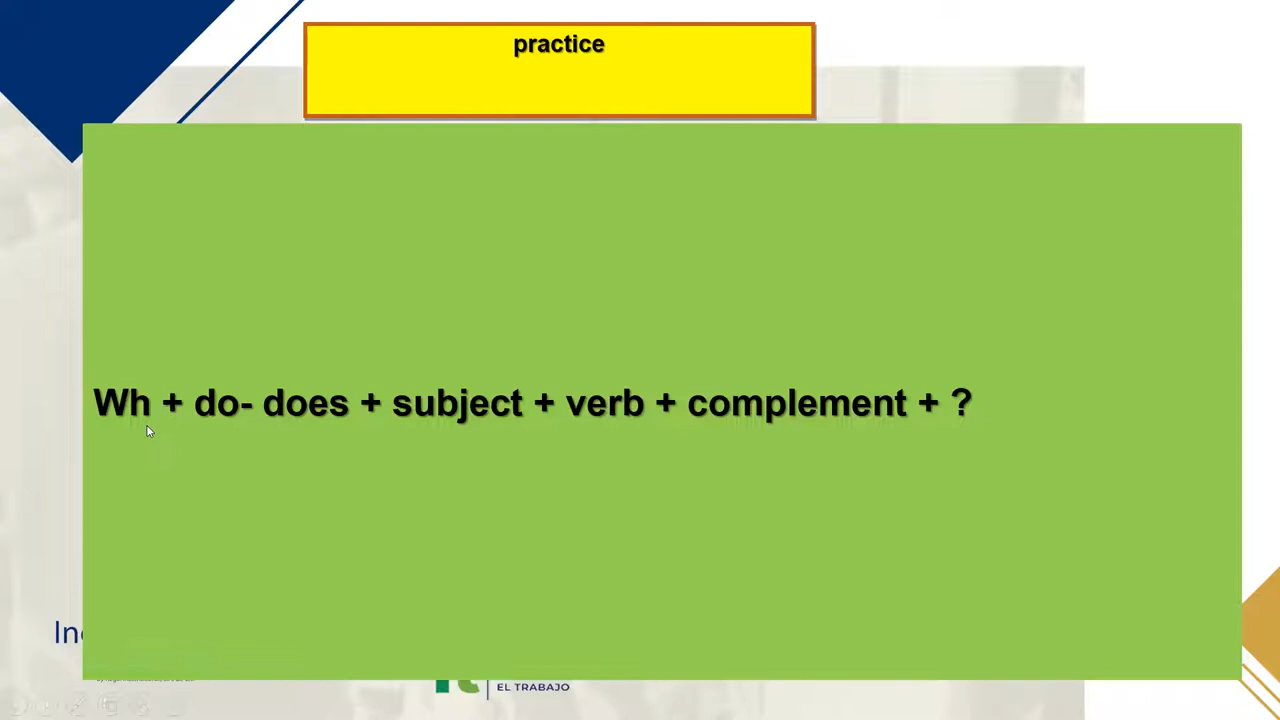 practice
Wh + do- does + subject + verb + complement + ?
EL TRABAJO